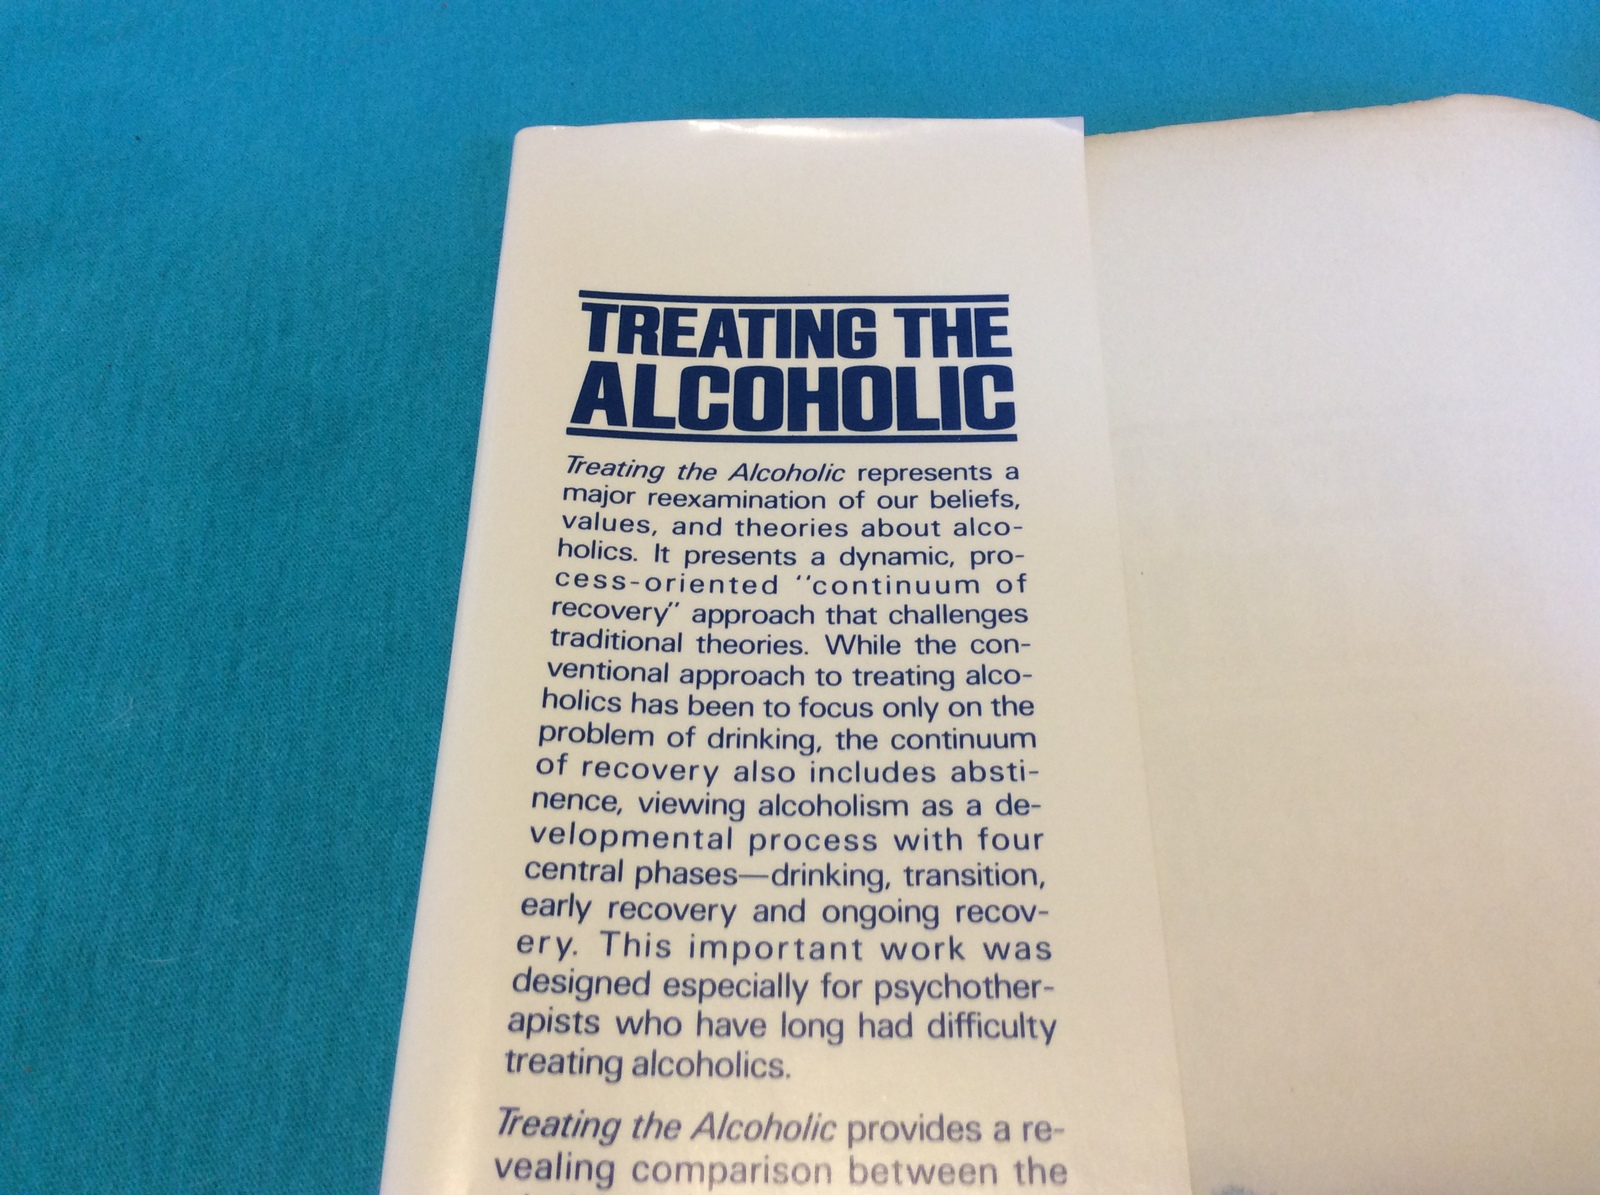 TREATING THE
ALCOHOLIC
Treating the Alcoholic represents a
major reexamination of our beliefs,
values, and theories about alco-
holics. It presents a dynamic, pro-
cess-oriented "continuum of
recovery" approach that challenges
traditional theories. While the con-
ventional approach to treating alco-
holics has been to focus only on the
problem of drinking, the continuum
of recovery also includes absti-
nence, viewing alcoholism as a de-
velopmental process with four
central phases—drinking, transition,
early recovery and ongoing recov-
ery. This important work was
designed especially for psychother-
apists who have long had difficulty
treating alcoholics.
Treating the Alcoholic provides a re-
vealing comparison between the